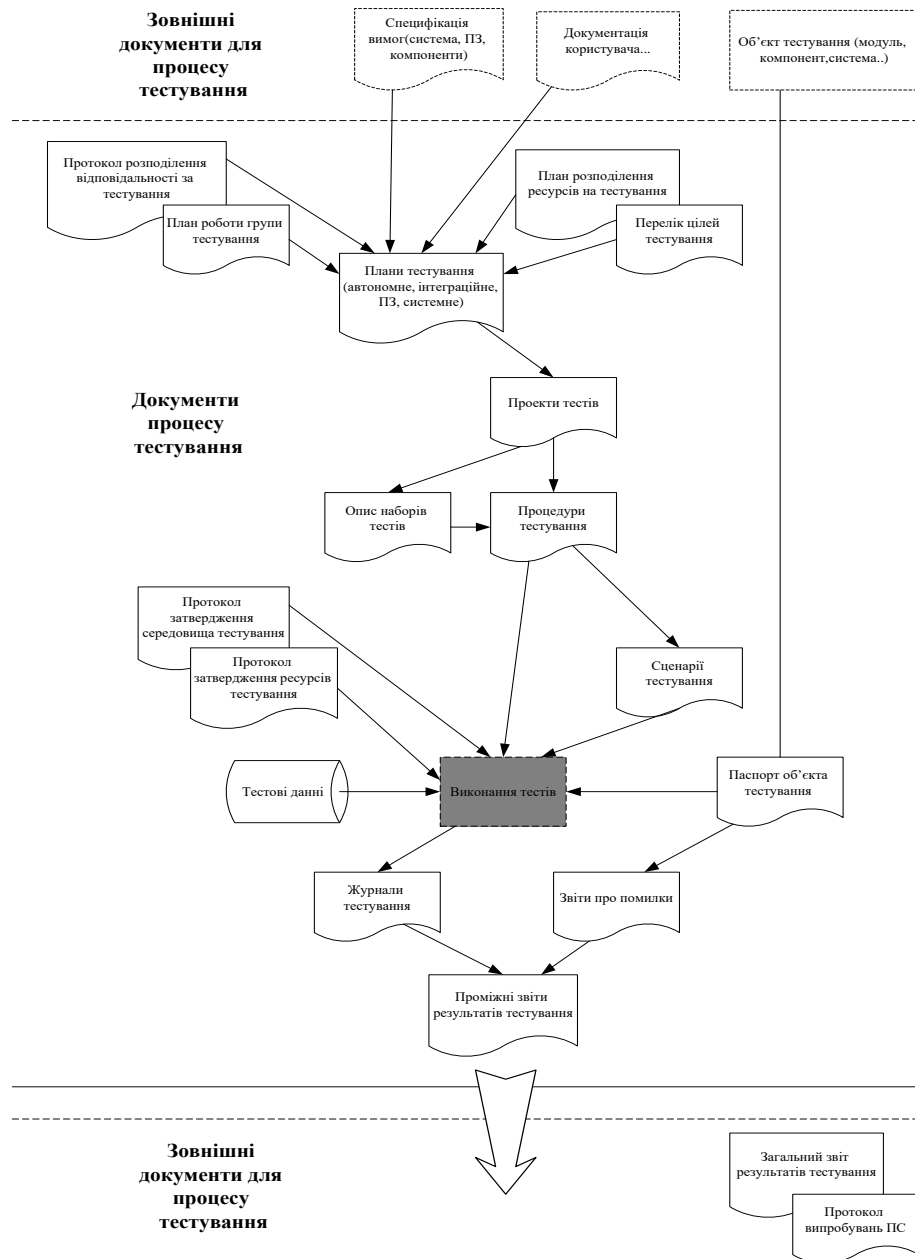 Зовнішні
документи для
процесу
тестування
Специфікація
вимог(система, ПЗ,
компоненти)
Документація
користувача...
Об’єкт тестування (модуль,
компонент,система..)
Протокол розподілення
відповідальності за
тестування
План роботи групи
тестування
План розподілення
ресурсів на тестування
Перелік цілей
тестування
Плани тестування
(автономне, інтеграційне,
ПЗ, системне)
Документи
процесу
тестування
Проекти тестів
Опис наборів
тестів
Процедури
тестування
Протокол
затвердження
середовища тестування
Протокол
затвердження ресурсів
тестування
Сценарії
тестування
Тестові данні
Виконання тестів
Паспорт об’єкта
тестування
Журнали
тестування
Звіти про помилки
Проміжні звіти
результатів тестування
Зовнішні
документи для
процесу
тестування
Загальний звіт
результатів тестування
Протокол
випробувань ПС